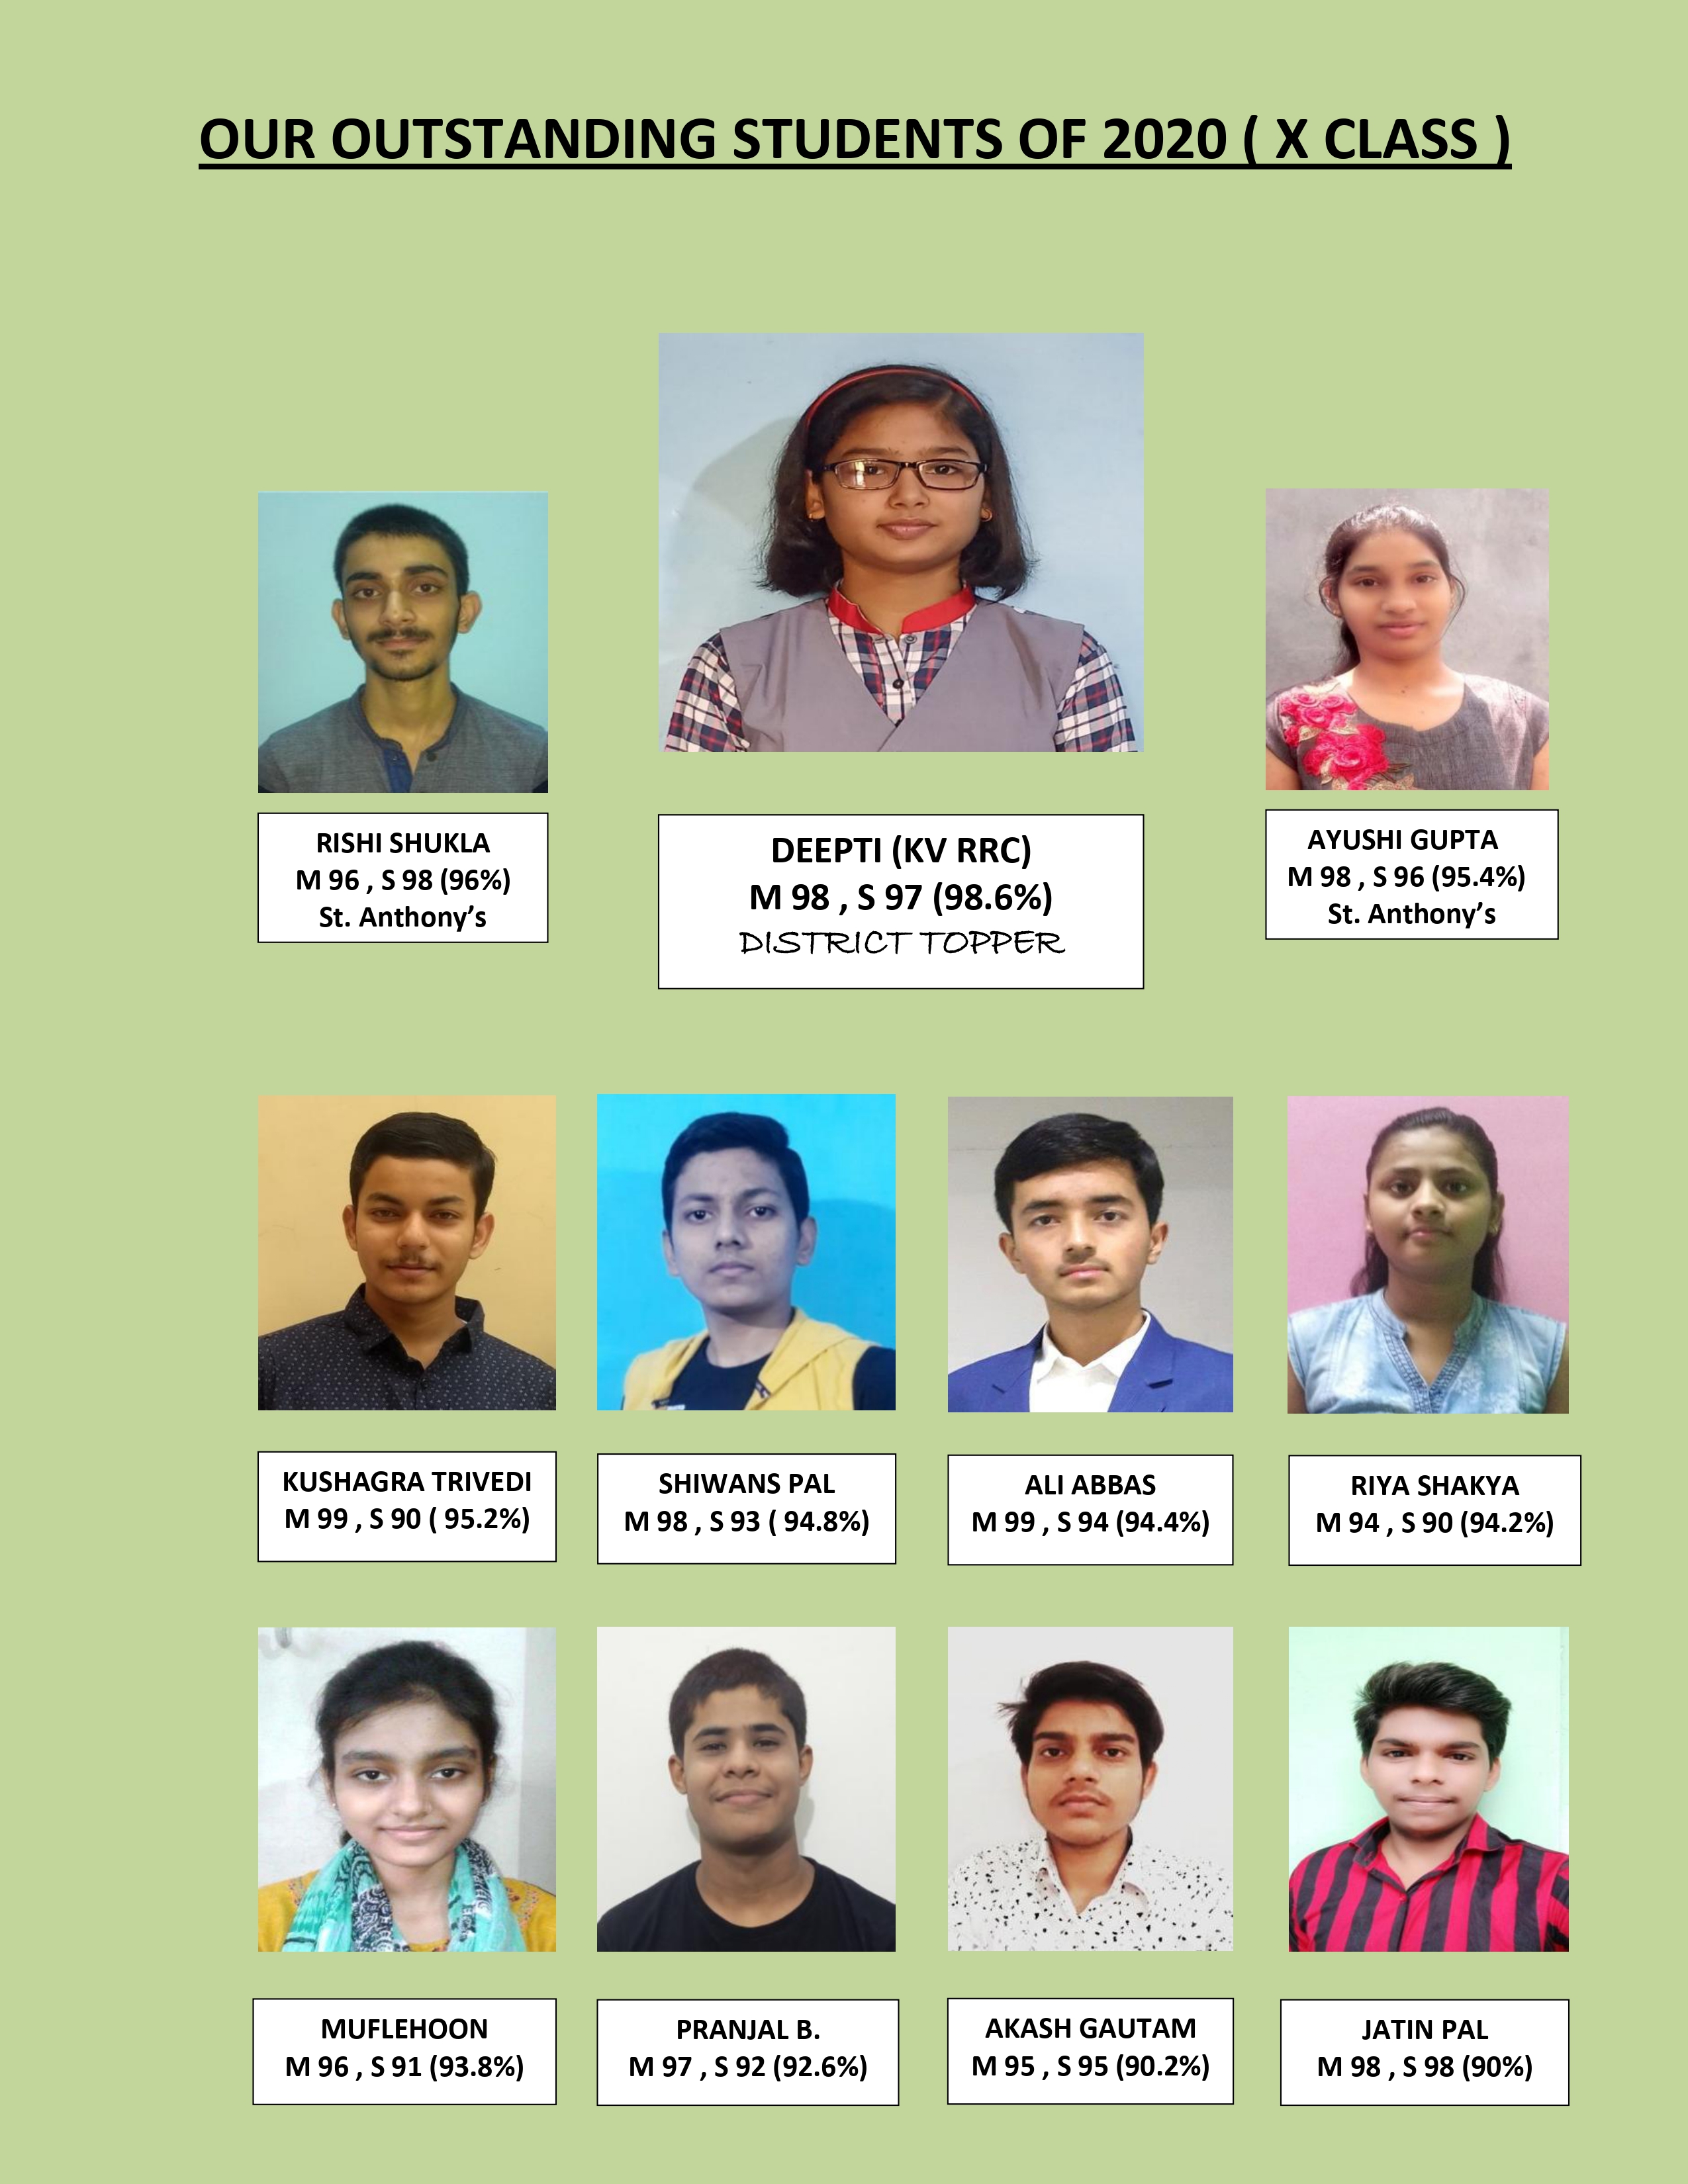 OUR OUTSTANDING STUDENTS OF 2020 ( X CLASS )
RISHI SHUKLA
M 96 , S 98 (96%)
St. Anthony’s
DEEPTI (KV RRC)
M 98 , S 97 (98.6%)
DISTRICT TOPPER
AYUSHI GUPTA
M 98 , S 96 (95.4%)
St. Anthony’s
KUSHAGRA TRIVEDI
M 99 , S 90 ( 95.2%)
SHIWANS PAL
M 98 , S 93 ( 94.8%)
ALI ABBAS
M 99 , S 94 (94.4%)
RIYA SHAKYA
M 94 , S 90 (94.2%)
MUFLEHOON
M 96 , S 91 (93.8%)
PRANJAL B.
M 97 , S 92 (92.6%)
AKASH GAUTAM
M 95 , S 95 (90.2%)
JATIN PAL
M 98 , S 98 (90%)